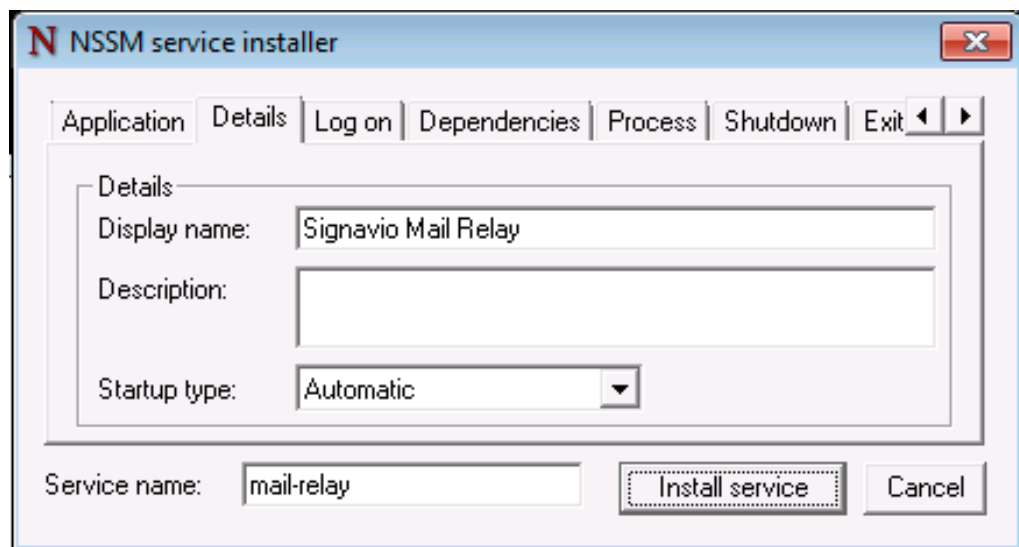 N NSSM service installer
Application Details Log on Dependencies Process Shutdown Exit
Details
Display name: Signavio Mail Relay
Description:
Startup type: Automatic
Service name: mail-relay Install service Cancel